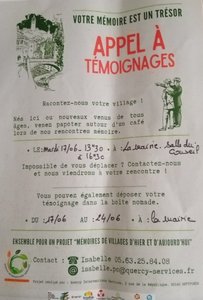 VOTRE MÉMOIRE EST UN TRÉSOR
APPEL À
TÉMOIGNAGES
Racontez-nous votre village !
Nés ici ou nouveaux venus de tous
âges, venez papoter autour d'un café
lors de nos rencontres mémoire.
• LE: Mardi 17/06 - 13h30 • À : la mairie, salle du
à 16h30
Impossible de vous déplacer ? Contactez-nous
et nous viendrons à votre rencontre !
Vous pouvez également déposer votre
témoignage dans la boîte nomade.
• DU : 17/06 AU : 24/06 • À : la mairie
ENSEMBLE POUR UN PROJET "MÉMOIRES DE VILLAGES D'HIER ET D'AUJOURD'HUI"
Contact : Isabelle 05.63.25.84.08
isabelle.pc@quercy-services.fr